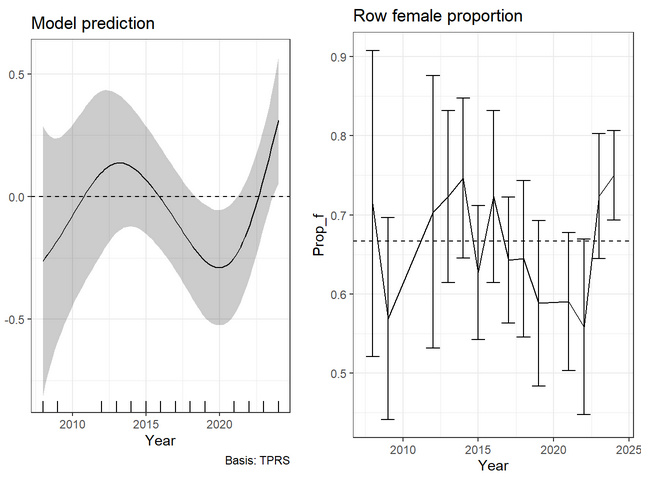 Model prediction
0.5
0.0
-0.5
2010
2015
2020
Year
Basis: TPRS
Row female proportion
Prop_f
0.9
0.8
0.7
0.6
0.5
2010
2015
2020
2025
Year